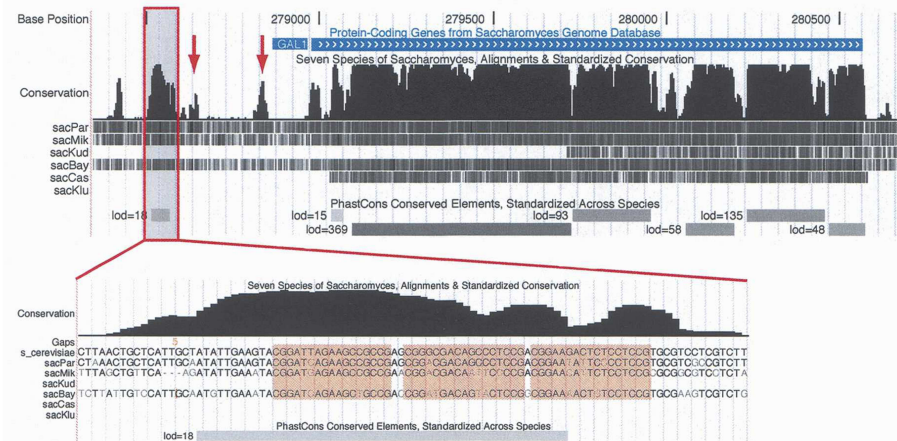 Base Position 279000 279500 280000 280500
Protein-Coding Genes from Saccharomyces Genome Database
GAL1
Seven Species of Saccharomyces, Alignments & Standardized Conservation
Conservation
sacPar
sacMik
sacKud
sacBay
sacCas
sacKlu
PhastCons Conserved Elements, Standardized Across Species
lod=18 lod=15 lod=93 lod=135
lod=369 lod=58 lod=48
Seven Species of Saccharomyces, Alignments & Standardized Conservation
Conservation
Gaps 5
s_cerevisiae CTTAACTGCTCATTGCTATATTGAAGTACGGATTAGAAGCCGCCGAGCGGGCGACAGCCCTCCGACGGAAGACTCTCCTCCGTGCGTCCTCGTCTT
sacPar
sacMik
sacKud
sacBay
sacCas
sacKlu
PhastCons Conserved Elements, Standardized Across Species
lod=18